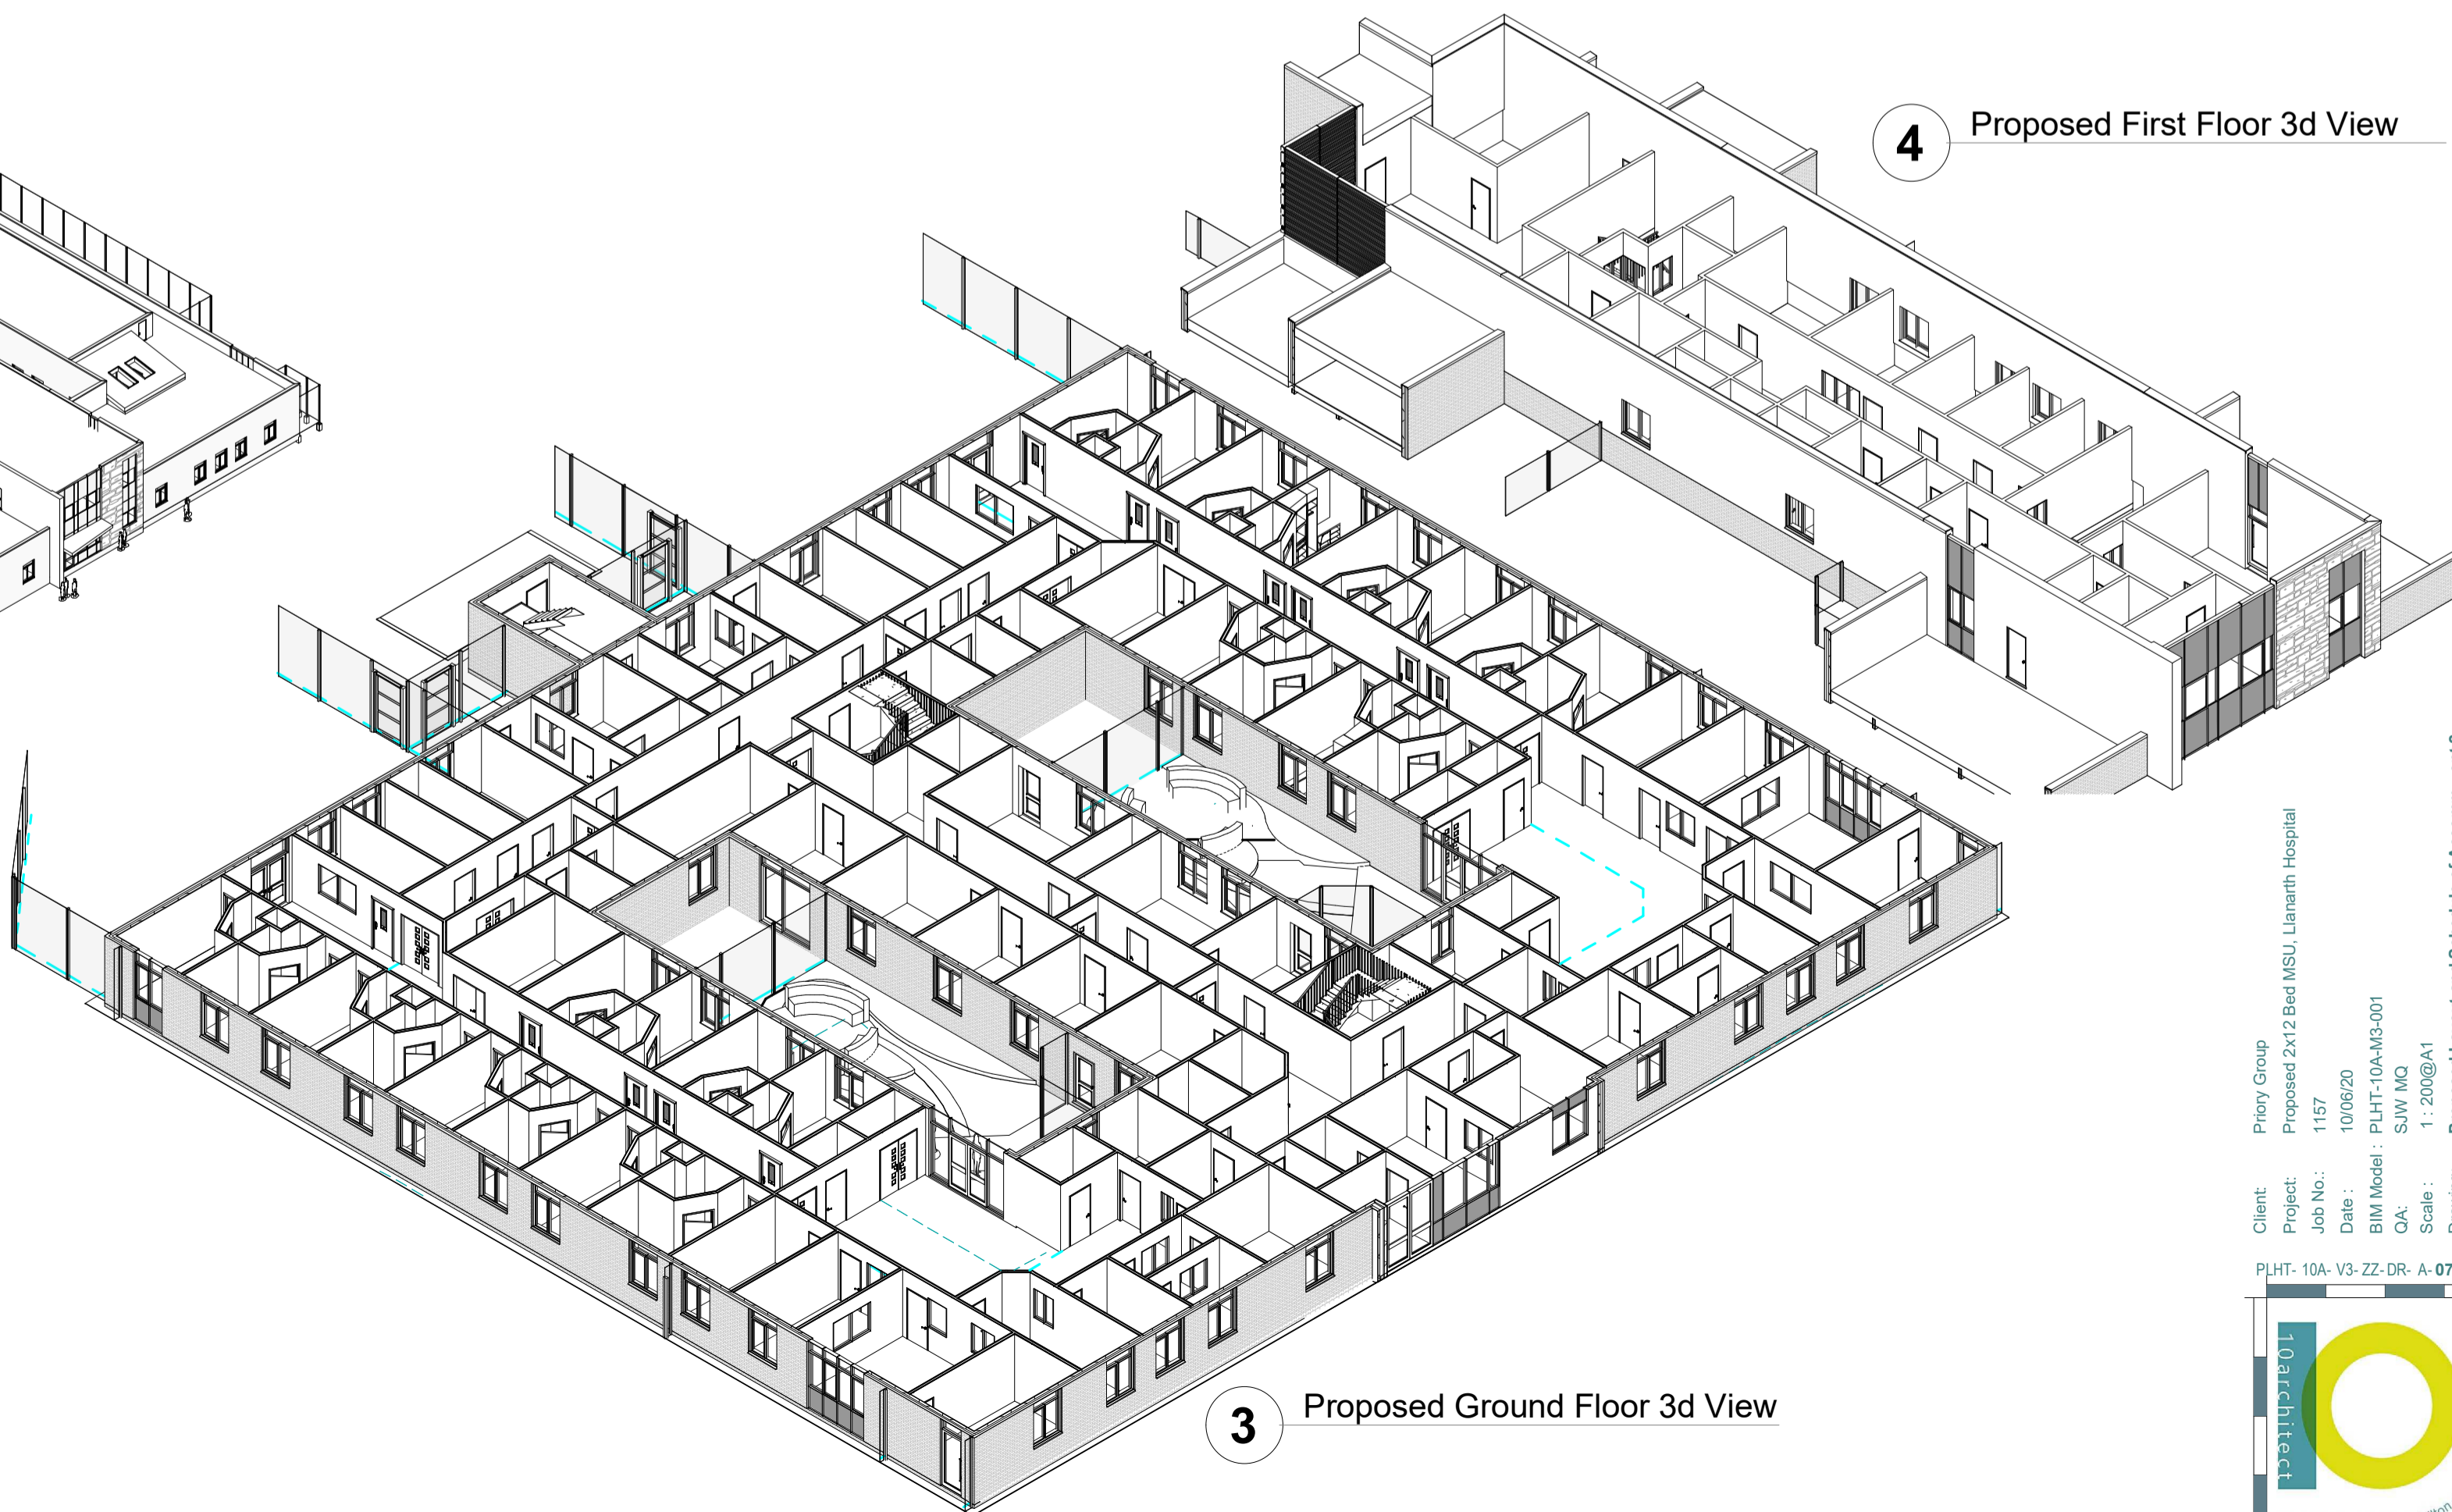 4
Proposed First Floor 3d View
3
Proposed Ground Floor 3d View
Client: Priory Group
Project: Proposed 2x12 Bed MSU, Llanarth Hospital
Job No.: 1157
Date : 10/06/20
BIM Model : PLHT-10A-M3-001
QA: SJW MQ
Scale : 1 : 200@A1
PLHT- 10A- V3- ZZ- DR- A- 07
10architect